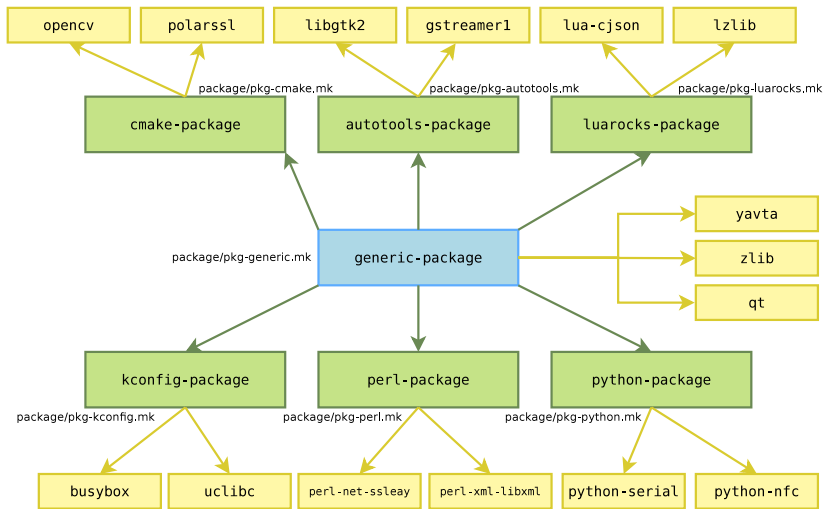 opencv
polarssl
libgtk2
gstreamer1
lua-cjson
lzlib
package/pkg-cmake.mk
package/pkg-autotools.mk
package/pkg-luarocks.mk
cmake-package
autotools-package
luarocks-package
yavta
package/pkg-generic.mk
generic-package
zlib
qt
kconfig-package
perl-package
python-package
package/pkg-kconfig.mk
package/pkg-perl.mk
package/pkg-python.mk
busybox
uclibc
perl-net-ssleay
perl-xml-libxml
python-serial
python-nfc